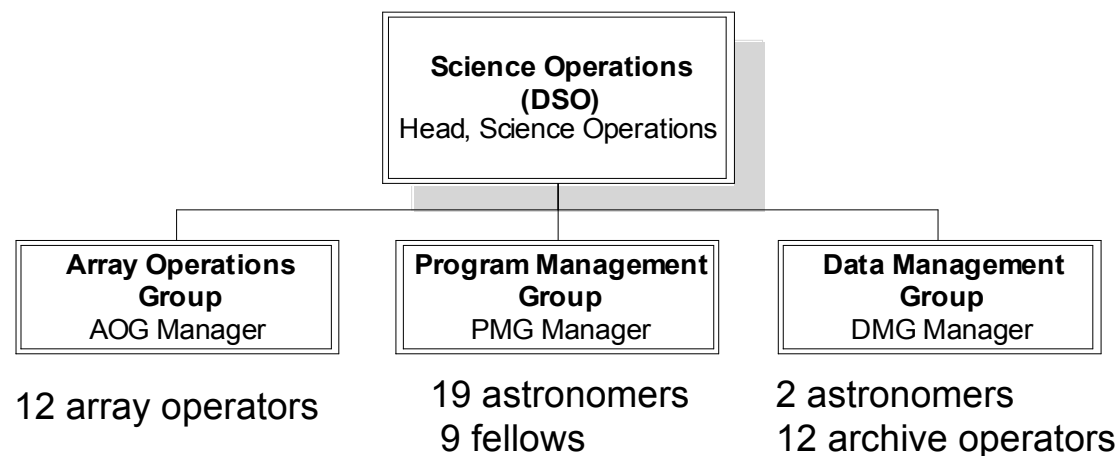 Science Operations
(DSO)
Head, Science Operations
Array Operations
Group
AOG Manager
Program Management
Group
PMG Manager
Data Management
Group
DMG Manager
12 array operators
19 astronomers
9 fellows
2 astronomers
12 archive operators